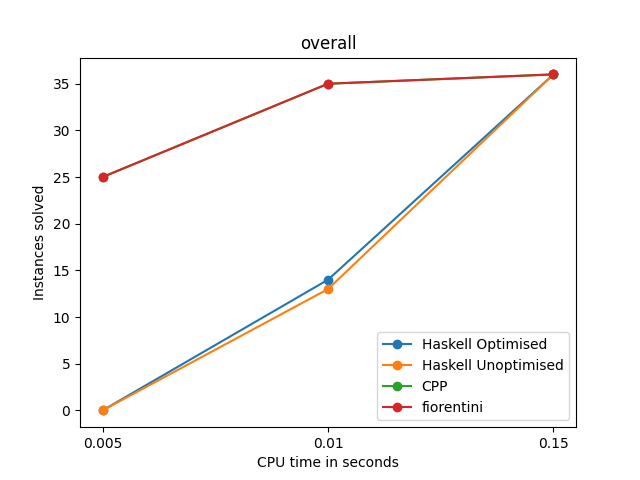 overall
Instances solved
35
30
25
20
15
10
5
0
0.005 0.01 0.15
CPU time in seconds
Haskell Optimised
Haskell Unoptimised
CPP
fiorentini